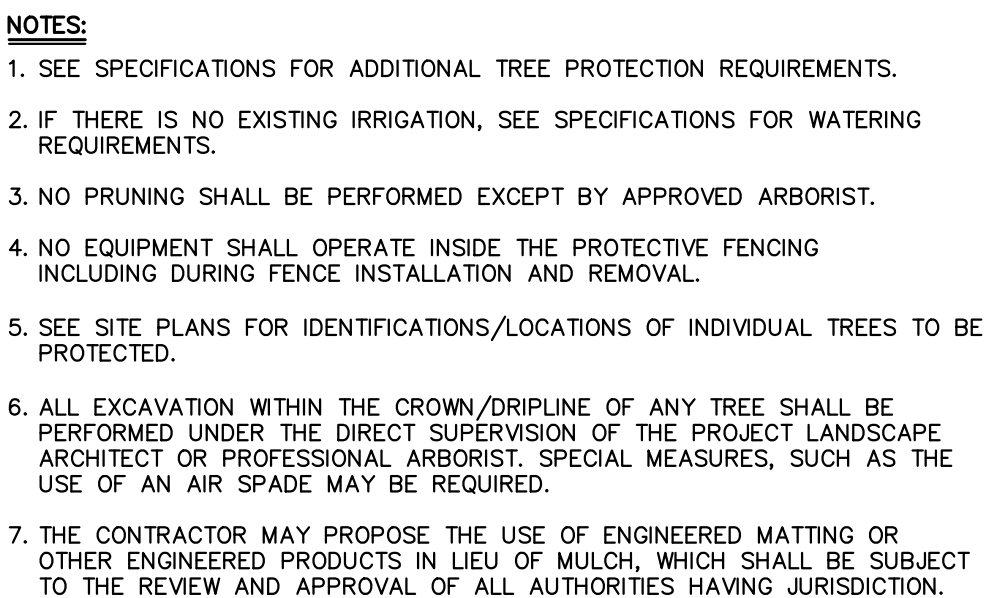 NOTES:
1. SEE SPECIFICATIONS FOR ADDITIONAL TREE PROTECTION REQUIREMENTS.
2. IF THERE IS NO EXISTING IRRIGATION, SEE SPECIFICATIONS FOR WATERING
REQUIREMENTS.
3. NO PRUNING SHALL BE PERFORMED EXCEPT BY APPROVED ARBORIST.
4. NO EQUIPMENT SHALL OPERATE INSIDE THE PROTECTIVE FENCING
INCLUDING DURING FENCE INSTALLATION AND REMOVAL.
5. SEE SITE PLANS FOR IDENTIFICATIONS/LOCATIONS OF INDIVIDUAL TREES TO BE
PROTECTED.
6. ALL EXCAVATION WITHIN THE CROWN/DRIPLINE OF ANY TREE SHALL BE
PERFORMED UNDER THE DIRECT SUPERVISION OF THE PROJECT LANDSCAPE
ARCHITECT OR PROFESSIONAL ARBORIST. SPECIAL MEASURES, SUCH AS THE
USE OF AN AIR SPADE MAY BE REQUIRED.
7. THE CONTRACTOR MAY PROPOSE THE USE OF ENGINEERED MATTING OR
OTHER ENGINEERED PRODUCTS IN LIEU OF MULCH, WHICH SHALL BE SUBJECT
TO THE REVIEW AND APPROVAL OF ALL AUTHORITIES HAVING JURISDICTION.